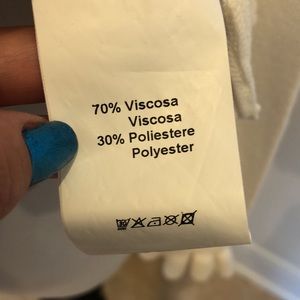 70% Viscosa
Viscosa
30% Poliestere
Polyester